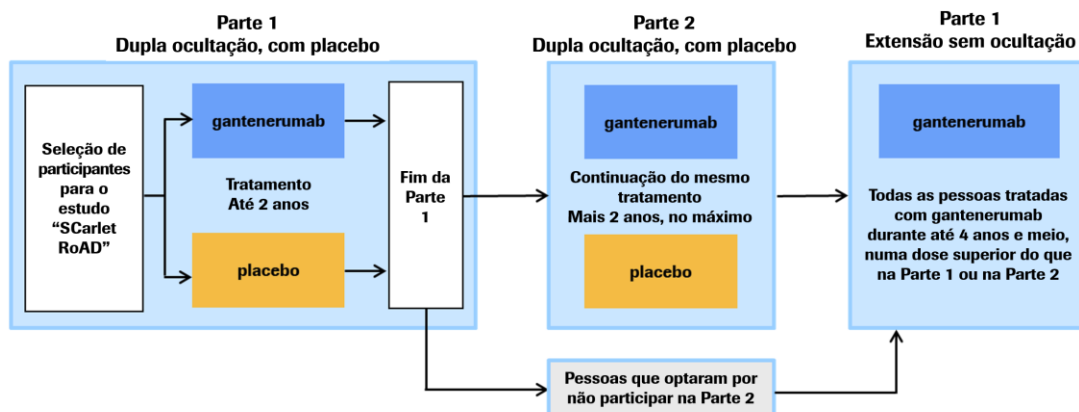 Parte 1
Dupla ocultação, com placebo
Seleção de
participantes
para o
estudo
“SCarlet
RoAD”
gantenerumab
Tratamento
Até 2 anos
placebo
Fim da
Parte
1
Parte 2
Dupla ocultação, com placebo
gantenerumab
Continuação do mesmo
tratamento
Mais 2 anos, no máximo
placebo
Parte 1
Extensão sem ocultação
gantenerumab
Todas as pessoas tratadas
com gantenerumab
durante até 4 anos e meio,
numa dose superior do que
na Parte 1 ou na Parte 2
Pessoas que optaram por
não participar na Parte 2